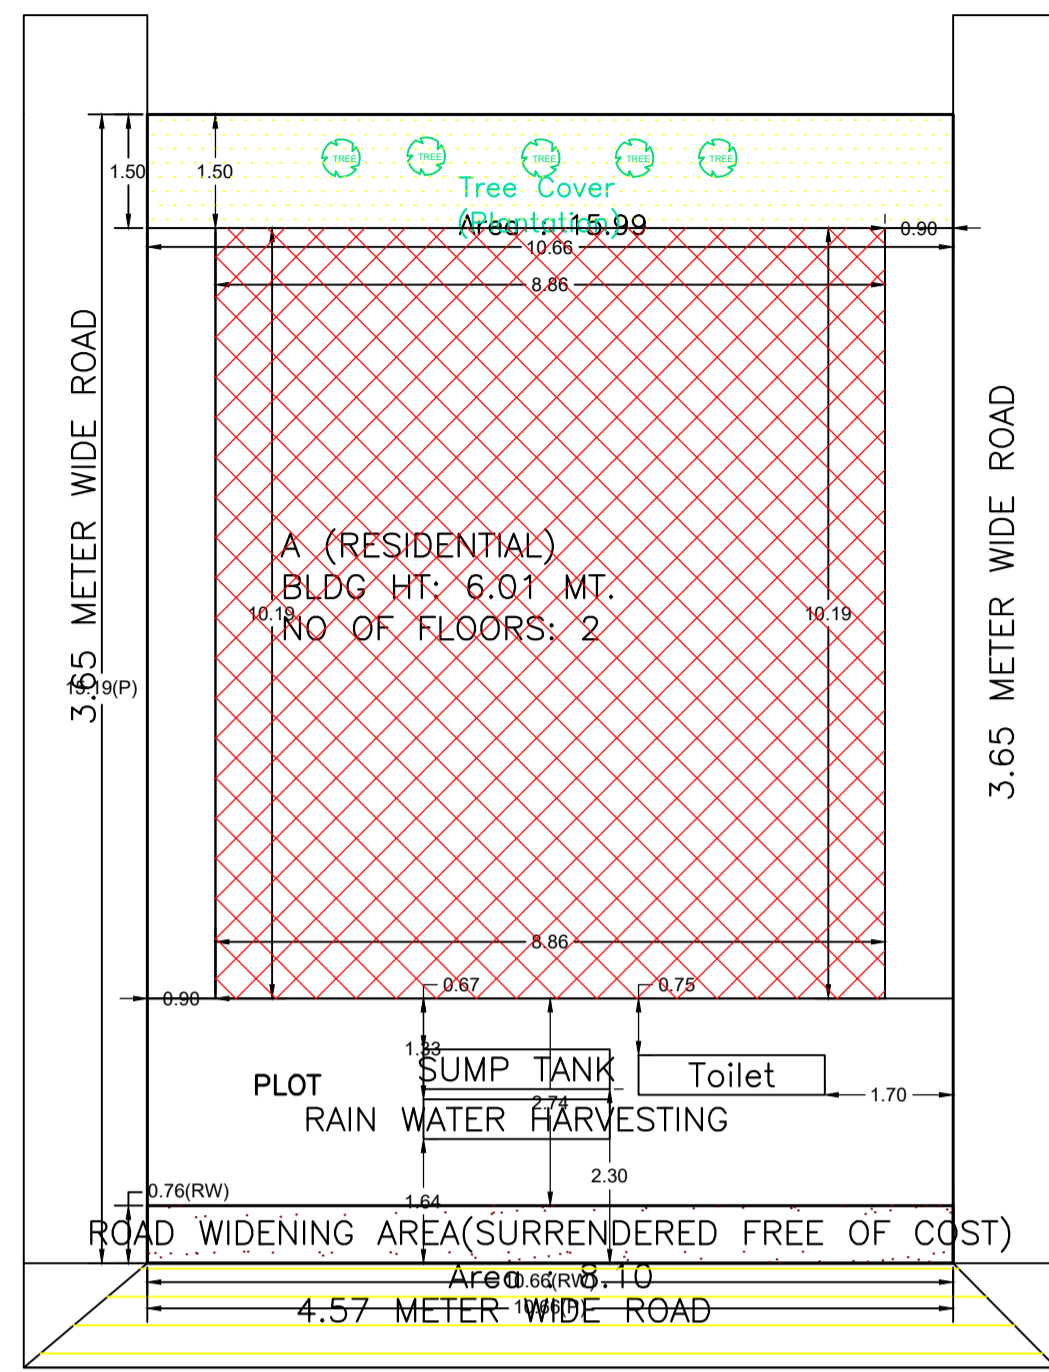 TREE TREE TREE TREE TREE
1.50 1.50
Tree Cover
(Plantation)
Area : 15.99
0.90
10.66
8.86
3.65 METER WIDE ROAD
3.65 METER WIDE ROAD
A (RESIDENTIAL)
BLDG HT: 6.01 MT.
NO OF FLOORS: 2
10.19
10.19
15.19(P)
8.86
0.90
0.67
0.75
1.33
SUMP TANK
Toilet
PLOT
1.70
2.74
RAIN WATER HARVESTING
2.30
1.64
0.76(RW)
ROAD WIDENING AREA(SURRENDERED FREE OF COST)
Area : 8.10
10.66(RW)
4.57 METER WIDE ROAD
10.66(P)